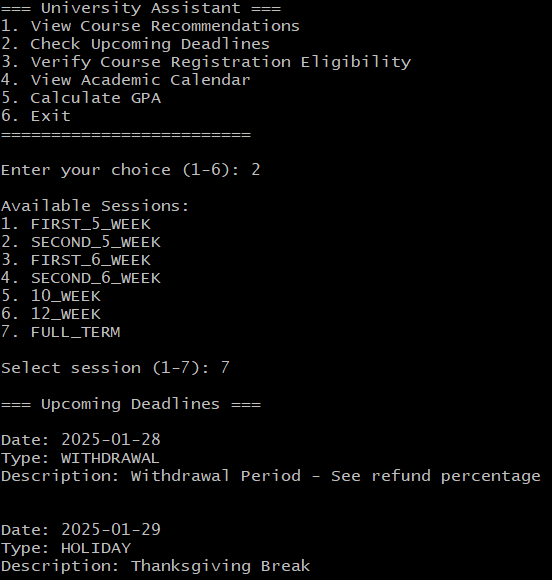 === University Assistant ===
1. View Course Recommendations
2. Check Upcoming Deadlines
3. Verify Course Registration Eligibility
4. View Academic Calendar
5. Calculate GPA
6. Exit
=========================
Enter your choice (1-6): 2
Available Sessions:
1. FIRST_5_WEEK
2. SECOND_5_WEEK
3. FIRST_6_WEEK
4. SECOND_6_WEEK
5. 10_WEEK
6. 12_WEEK
7. FULL_TERM
Select session (1-7): 7
=== Upcoming Deadlines ===
Date: 2025-01-28
Type: WITHDRAWAL
Description: Withdrawal Period - See refund percentage
Date: 2025-01-29
Type: HOLIDAY
Description: Thanksgiving Break